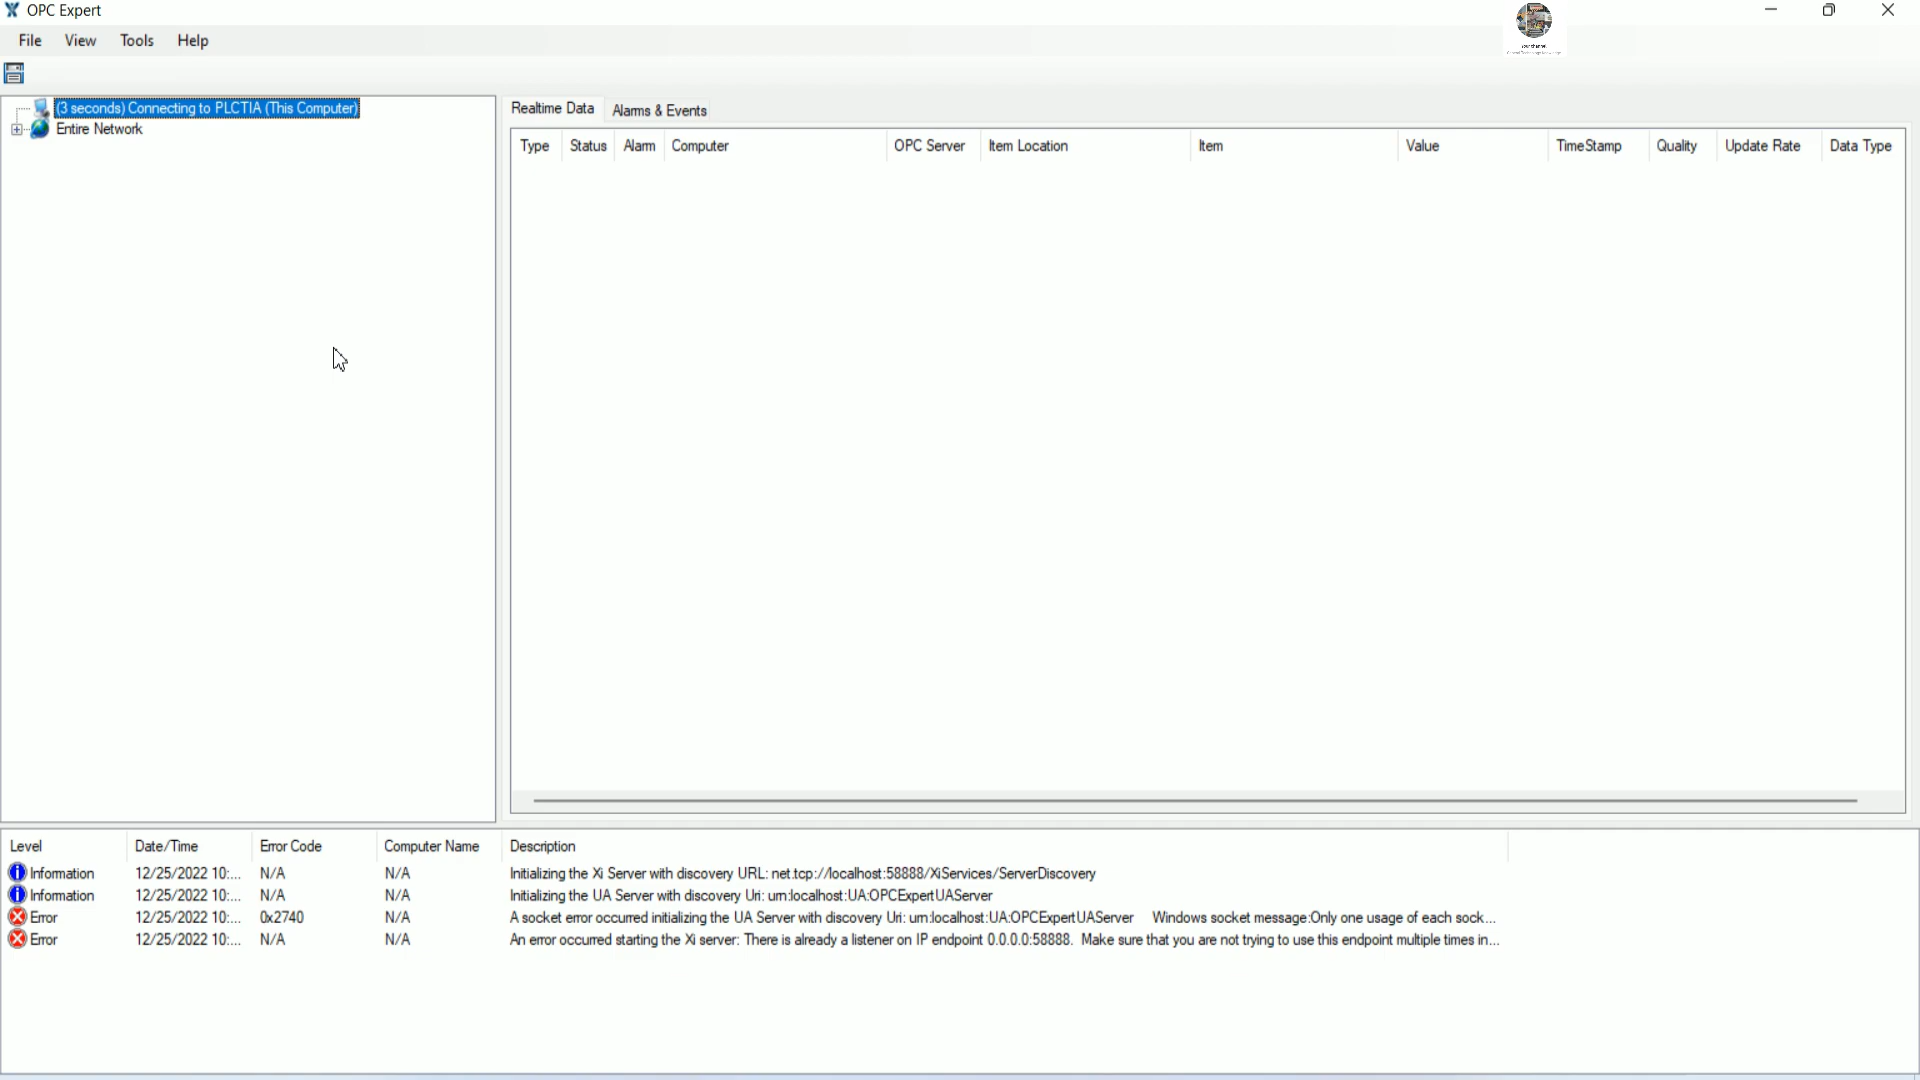 OPC Expert
File View Tools Help
Your channel
(3 seconds) Connecting to PLCTIA (This Computer)
Entire Network
Realtime Data Alarms & Events
Type Status Alarm Computer OPC Server Item Location Item Value TimeStamp Quality Update Rate Data Type
Level Date/Time Error Code Computer Name Description
Information 12/25/2022 10:... N/A N/A Initializing the Xi Server with discovery URL: net.tcp://localhost:58888/XiServices/ServerDiscovery
Information 12/25/2022 10:... N/A N/A Initializing the UA Server with discovery Uri: urn:localhost:UA:OPCExpertUAServer
Error 12/25/2022 10:... 0x2740 N/A A socket error occurred initializing the UA Server with discovery Uri: urn:localhost:UA:OPCExpertUAServer Windows socket message:Only one usage of each sock...
Error 12/25/2022 10:... N/A N/A An error occurred starting the Xi server: There is already a listener on IP endpoint 0.0.0.0:58888. Make sure that you are not trying to use this endpoint multiple times in...